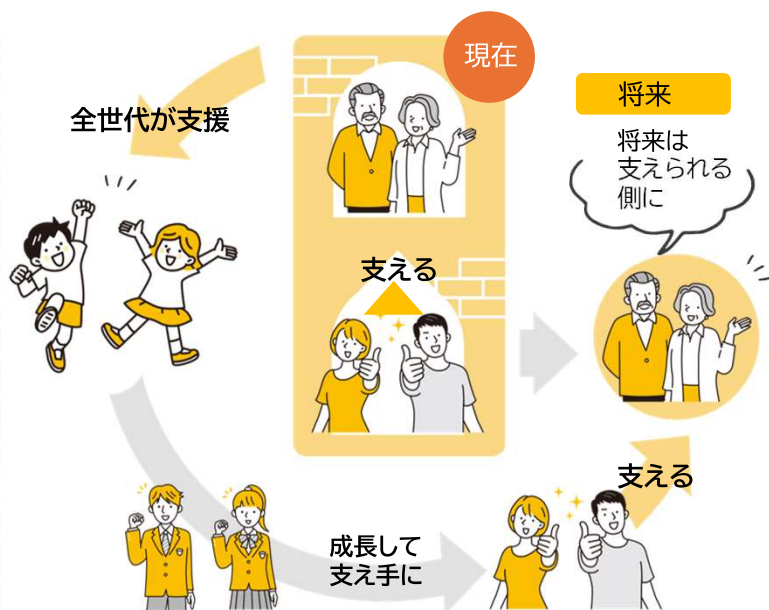 現在
全世代が支援
支える
将来
将来は
支えられる
側に
支える
成長して
支え手に